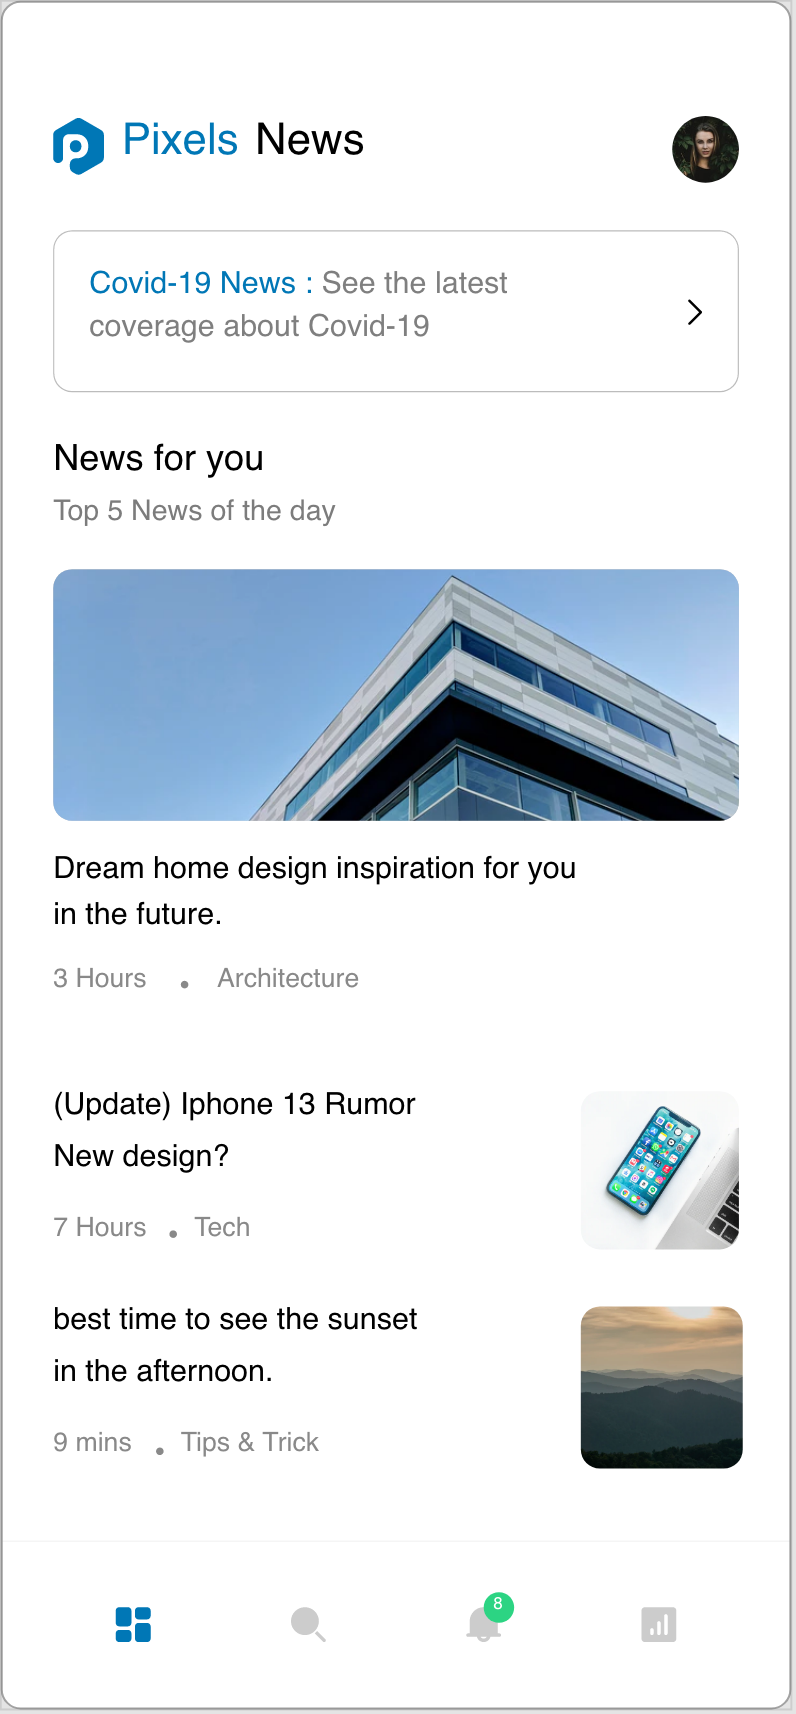 Pixels News
Covid-19 News : See the latest
coverage about Covid-19
News for you
Top 5 News of the day
Dream home design inspiration for you
in the future.
3 Hours • Architecture
(Update) Iphone 13 Rumor
New design?
7 Hours • Tech
best time to see the sunset
in the afternoon.
9 mins • Tips & Trick
8